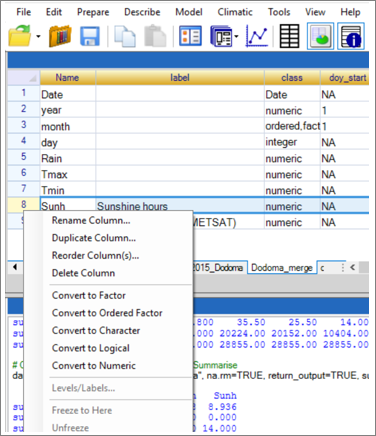 File Edit Prepare Describe Model Climatic Tools View Help
Name label class doy_start
1 Date Date NA
2 year numeric 1
3 month ordered,fact 1
4 day integer NA
5 Rain numeric NA
6 Tmax numeric NA
7 Tmin numeric NA
8 Sunh Sunshine hours numeric NA
METSAT) numeric NA
Rename Column...
Duplicate Column...
Reorder Column(s)...
Delete Column
2015_Dodoma Dodoma_merge
Convert to Factor
Convert to Ordered Factor
Convert to Character
Convert to Logical
Convert to Numeric
Levels/Labels...
Freeze to Here
Unfreeze
su .800 35.50 25.50 14.00
su 000 20224.00 20152.00 10404.00
su 000 28855.00 28855.00 28855.00
# Summarise
da a", na.rm=TRUE, return_output=TRUE, su
Sunh
su 8 8.936
su 0 0.000
su 0 14.000